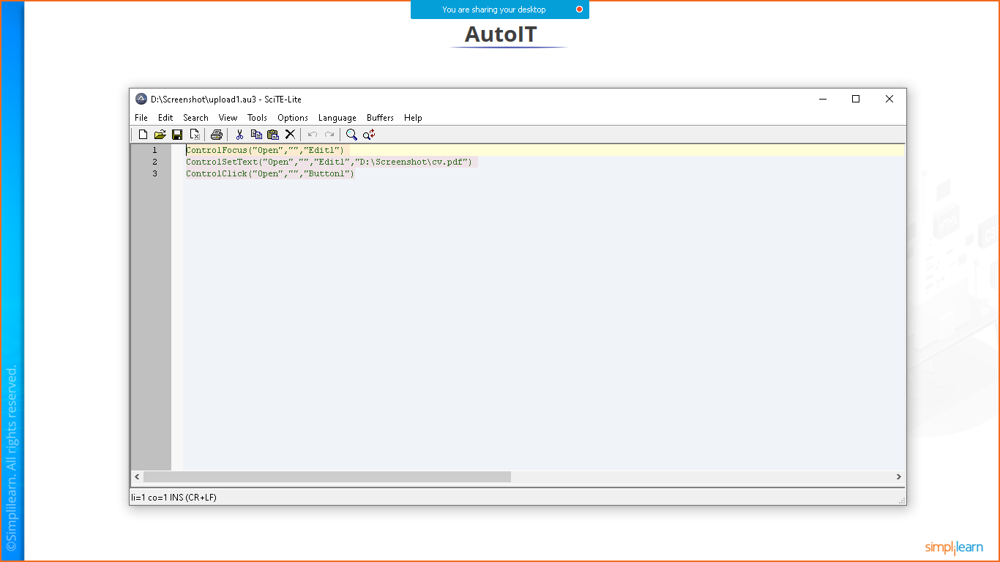 You are sharing your desktop
AutoIT
D:\Screenshot\upload1.au3 - SciTE-Lite
File Edit Search View Tools Options Language Buffers Help
1 ControlFocus("Open","","Edit1")
2 ControlSetText("Open","","Edit1","D:\Screenshot\cv.pdf")
3 ControlClick("Open","","Button1")
li=1 co=1 INS (CR+LF)
©Simplilearn. All rights reserved.
HTML
CSS
simplilearn